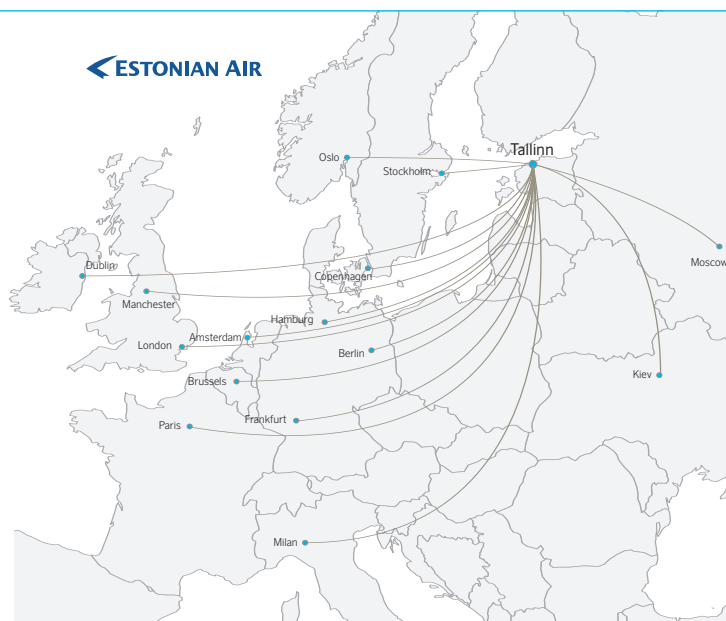 ESTONIAN AIR
Tallinn
Oslo
Stockholm
Moscow
Dublin
Copenhagen
Manchester
Hamburg
Amsterdam
London
Berlin
Brussels
Kiev
Frankfurt
Paris
Milan